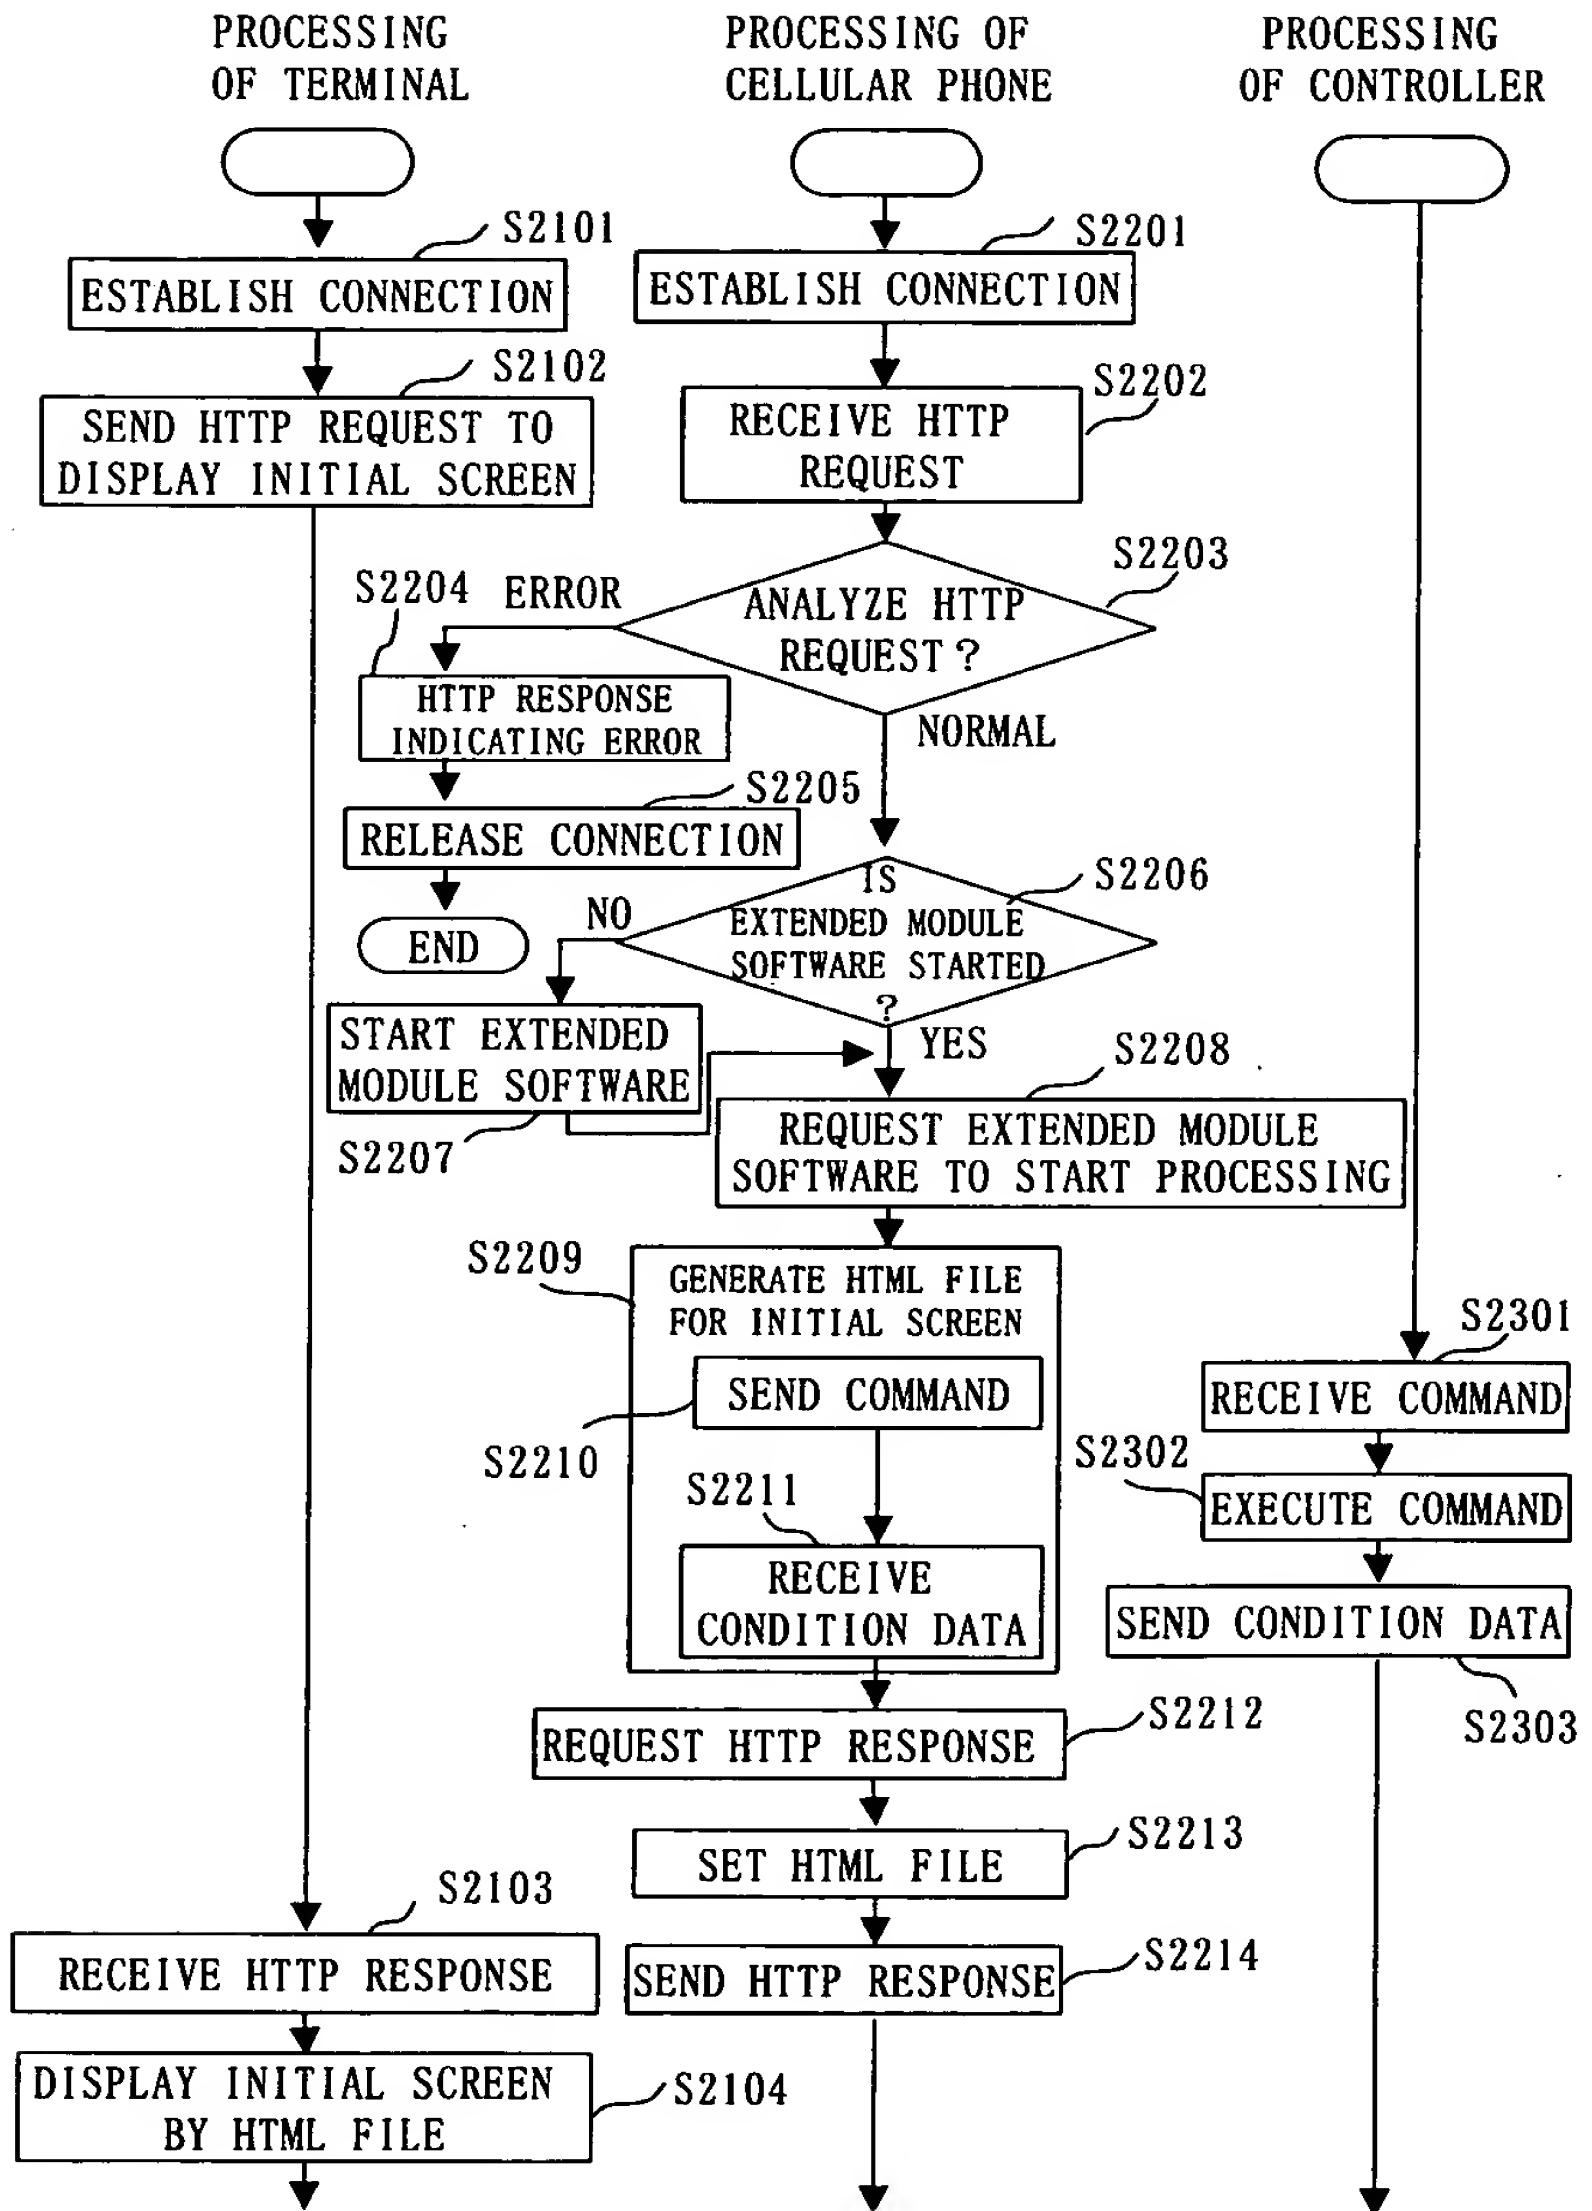 PROCESSING
OF TERMINAL
PROCESSING OF
CELLULAR PHONE
PROCESSING
OF CONTROLLER
S2101
ESTABLISH CONNECTION
S2102
SEND HTTP REQUEST TO
DISPLAY INITIAL SCREEN
S2201
ESTABLISH CONNECTION
S2202
RECEIVE HTTP
REQUEST
S2203
ANALYZE HTTP
REQUEST?
ERROR
S2204
HTTP RESPONSE
INDICATING ERROR
S2205
RELEASE CONNECTION
END
NORMAL
S2206
IS
EXTENDED MODULE
SOFTWARE STARTED
?
NO
START EXTENDED
MODULE SOFTWARE
S2207
YES
S2208
REQUEST EXTENDED MODULE
SOFTWARE TO START PROCESSING
S2209
GENERATE HTML FILE
FOR INITIAL SCREEN
SEND COMMAND
S2210
S2211
RECEIVE
CONDITION DATA
S2301
RECEIVE COMMAND
S2302
EXECUTE COMMAND
SEND CONDITION DATA
S2303
S2212
REQUEST HTTP RESPONSE
S2213
SET HTML FILE
S2214
SEND HTTP RESPONSE
S2103
RECEIVE HTTP RESPONSE
DISPLAY INITIAL SCREEN
BY HTML FILE
S2104